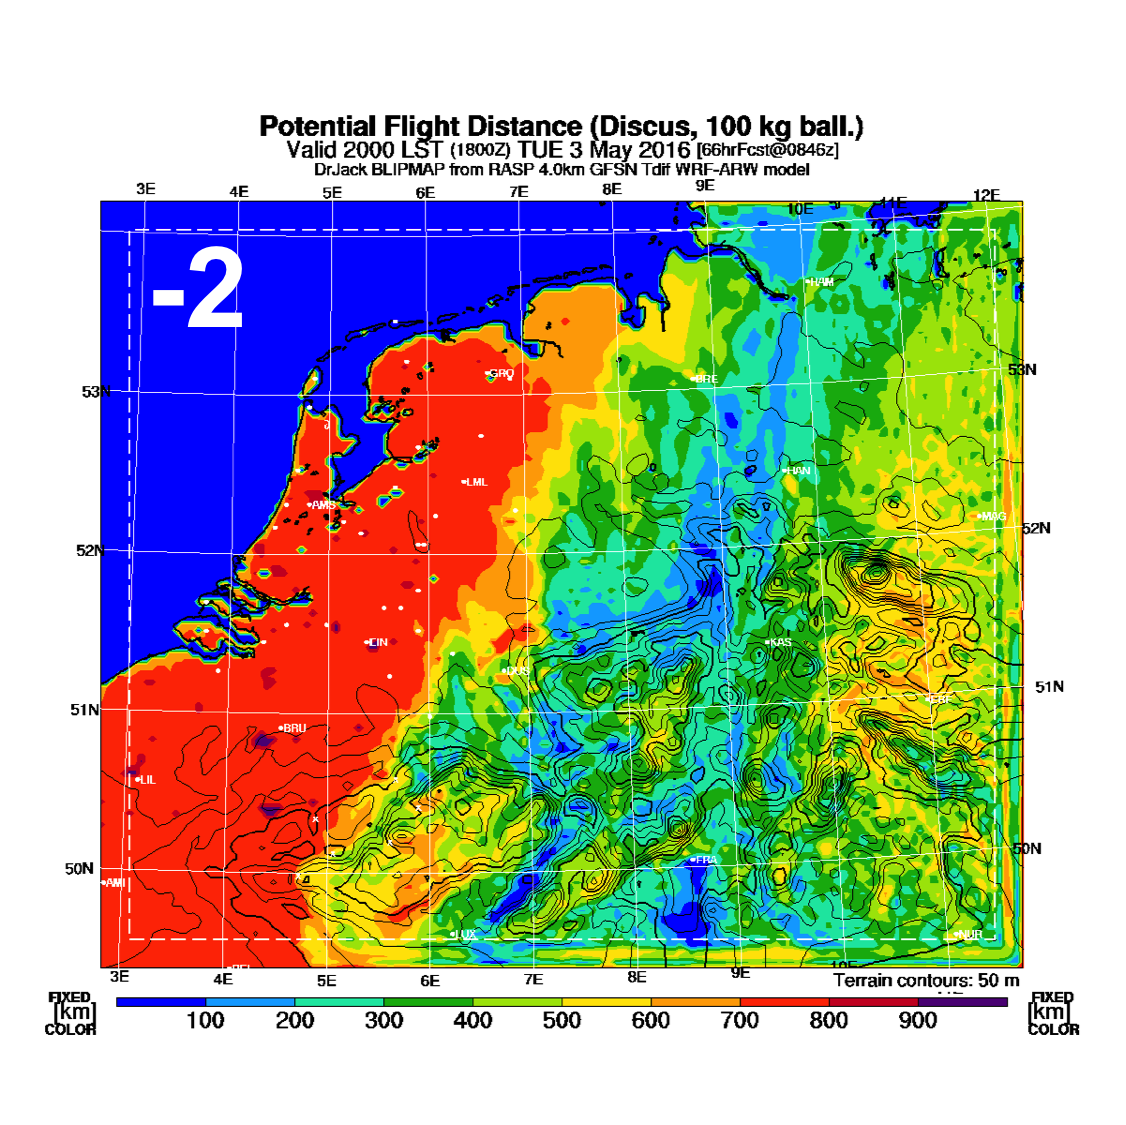 Potential Flight Distance (Discus, 100 kg ball.)
Valid 2000 LST (1800Z) TUE 3 May 2016 [66hrFcst@0846z]
DrJack BLIPMAP from RASP 4.0km GFSN Tdif WRF-ARW model
3E 4E 5E 6E 7E 8E 9E 10E 11E 12E
-2
HAM
53N GRO BRE 53N
LML HAN
AMS MAG
52N 52N
EIN KAS
DUS
51N 51N
BRU
LIL
50N FRA 50N
AMI
LUX NUR
3E 4E 5E 6E 7E 8E 9E 10E
Terrain contours: 50 m
FIXED [km] COLOR
100 200 300 400 500 600 700 800 900
FIXED [km] COLOR